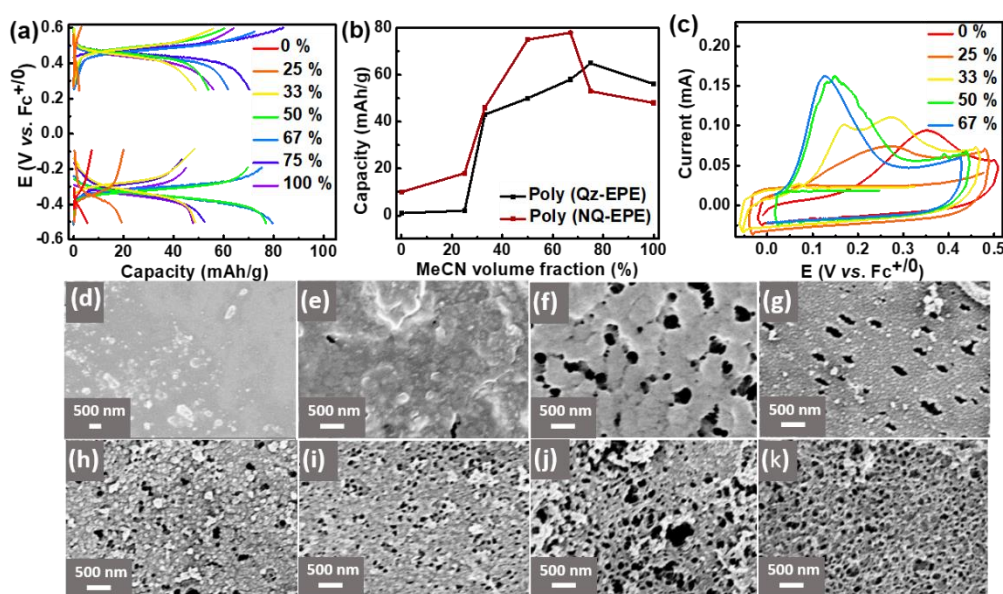 (a)
E (V vs. Fc+/0)
0.6
0.4
0.2
0.0
-0.2
-0.4
-0.6
0 20 40 60 80 100
Capacity (mAh/g)
0 %
25 %
33 %
50 %
67 %
75 %
100 %
(b)
Capacity (mAh/g)
80
60
40
20
0
0 20 40 60 80 100
MeCN volume fraction (%)
Poly (Qz-EPE)
Poly (NQ-EPE)
(c)
Current (mA)
0.20
0.15
0.10
0.05
0.00
0.0 0.1 0.2 0.3 0.4 0.5
E (V vs. Fc+/0)
0 %
25 %
33 %
50 %
67 %
(d)
500 nm
(e)
500 nm
(f)
500 nm
(g)
500 nm
(h)
500 nm
(i)
500 nm
(j)
500 nm
(k)
500 nm